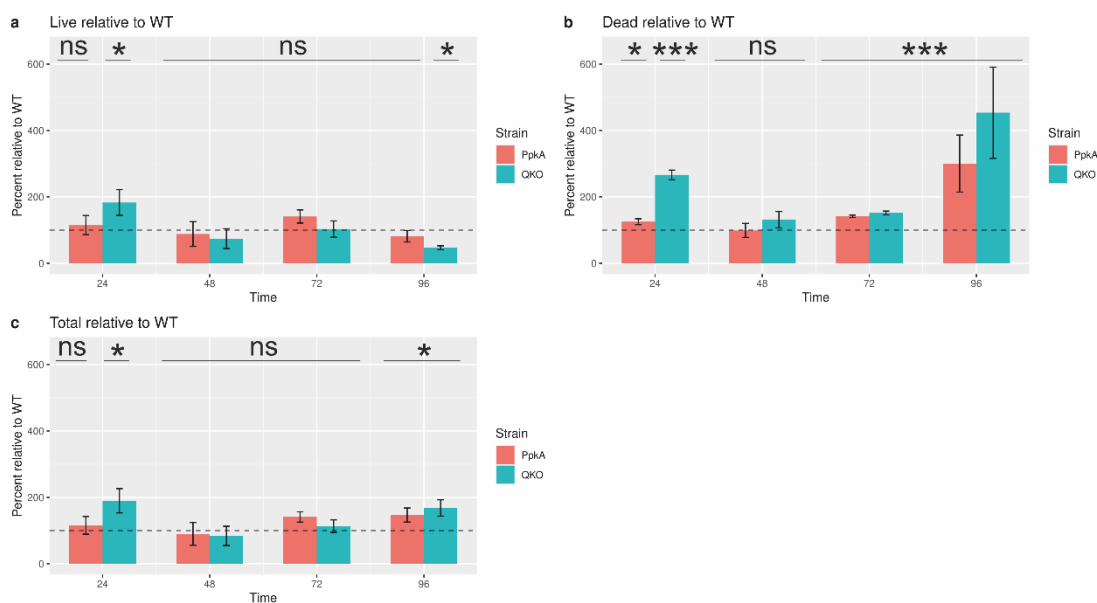 a Live relative to WT
ns * ns *
600
400
200
0
Percent relative to WT
24 48 72 96
Time
Strain
PpkA
QKO
b Dead relative to WT
* *** ns ***
600
400
200
0
Percent relative to WT
24 48 72 96
Time
Strain
PpkA
QKO
c Total relative to WT
ns * ns *
600
400
200
0
Percent relative to WT
24 48 72 96
Time
Strain
PpkA
QKO